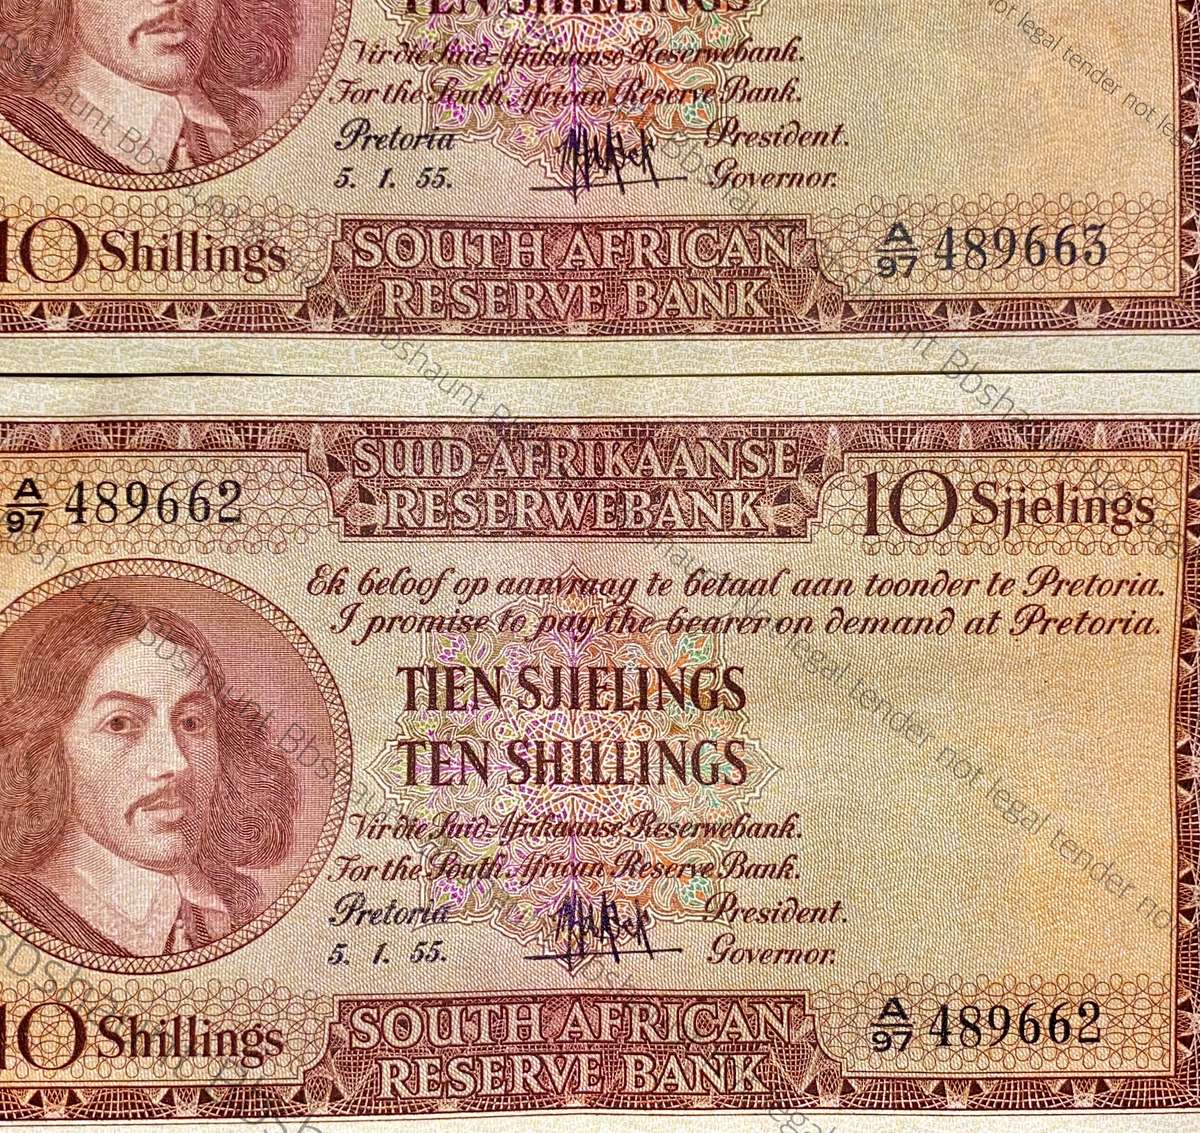 TEN SHILLINGS
Vir die Suid-Afrikaanse Reserwebank.
For the South African Reserve Bank.
Pretoria
President.
5. 1. 55.
Governor.
10 Shillings
SOUTH AFRICAN
RESERVE BANK
A/97 489663
SUID-AFRIKAANSE
RESERWEBANK
A/97 489662
10 Sjielings
Ek beloof op aanvraag te betaal aan toonder te Pretoria.
I promise to pay the bearer on demand at Pretoria.
TIEN SJIELINGS
TEN SHILLINGS
Vir die Suid-Afrikaanse Reserwebank.
For the South African Reserve Bank.
Pretoria
President.
5. 1. 55.
Governor.
10 Shillings
SOUTH AFRICAN
RESERVE BANK
A/97 489662
Bbshaunt Bbshaunt
Not legal tender not legal tender